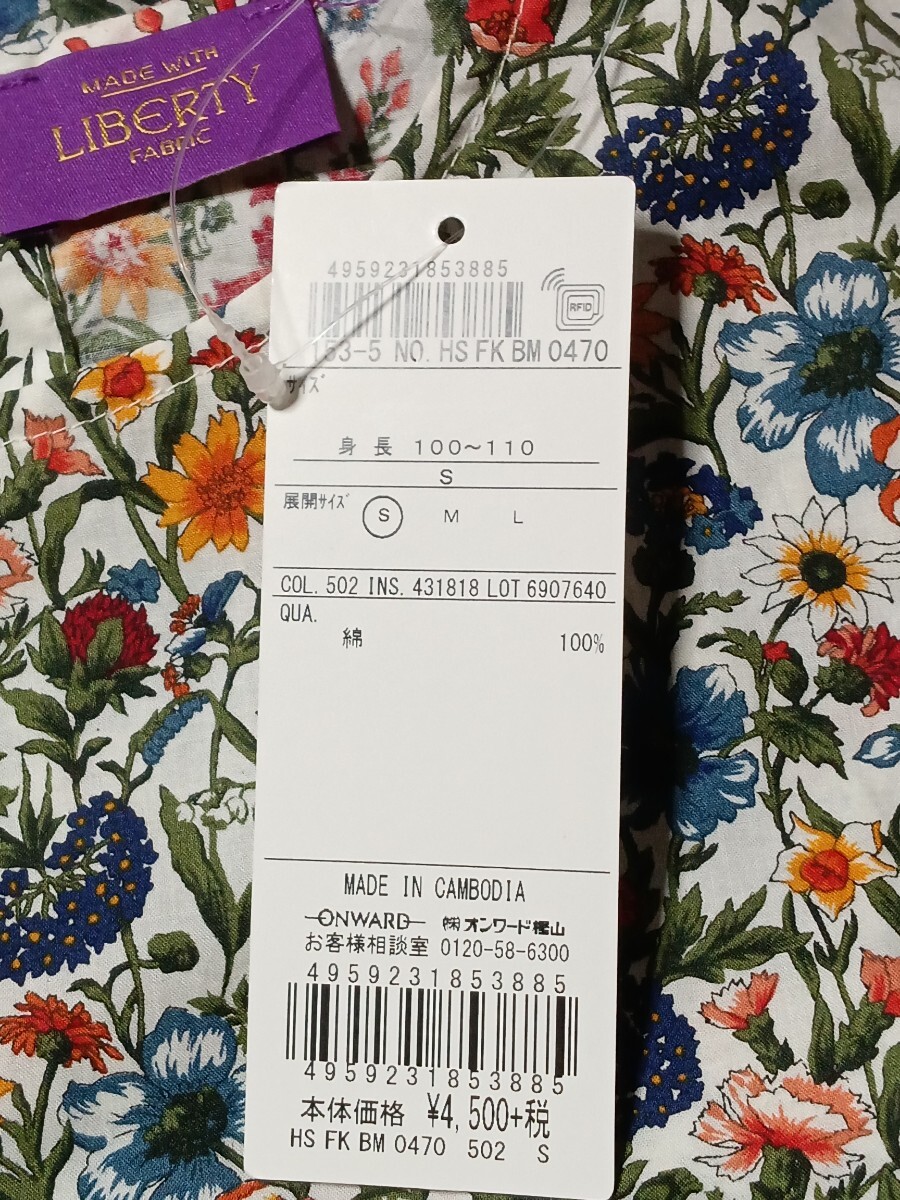 MADE WITH
LIBERTY
FABRIC
4959231853885
RFID
153-5 NO. HS FK BM 0470
サイズ
身長 100~110
S
展開サイズ S M L
COL. 502 INS. 431818 LOT 6907640
QUA.
綿 100%
MADE IN CAMBODIA
ONWARD ㈱オンワード樫山
お客様相談室 0120-58-6300
4959231853885
4959231853885
本体価格 ¥4,500+税
HS FK BM 0470 502 S